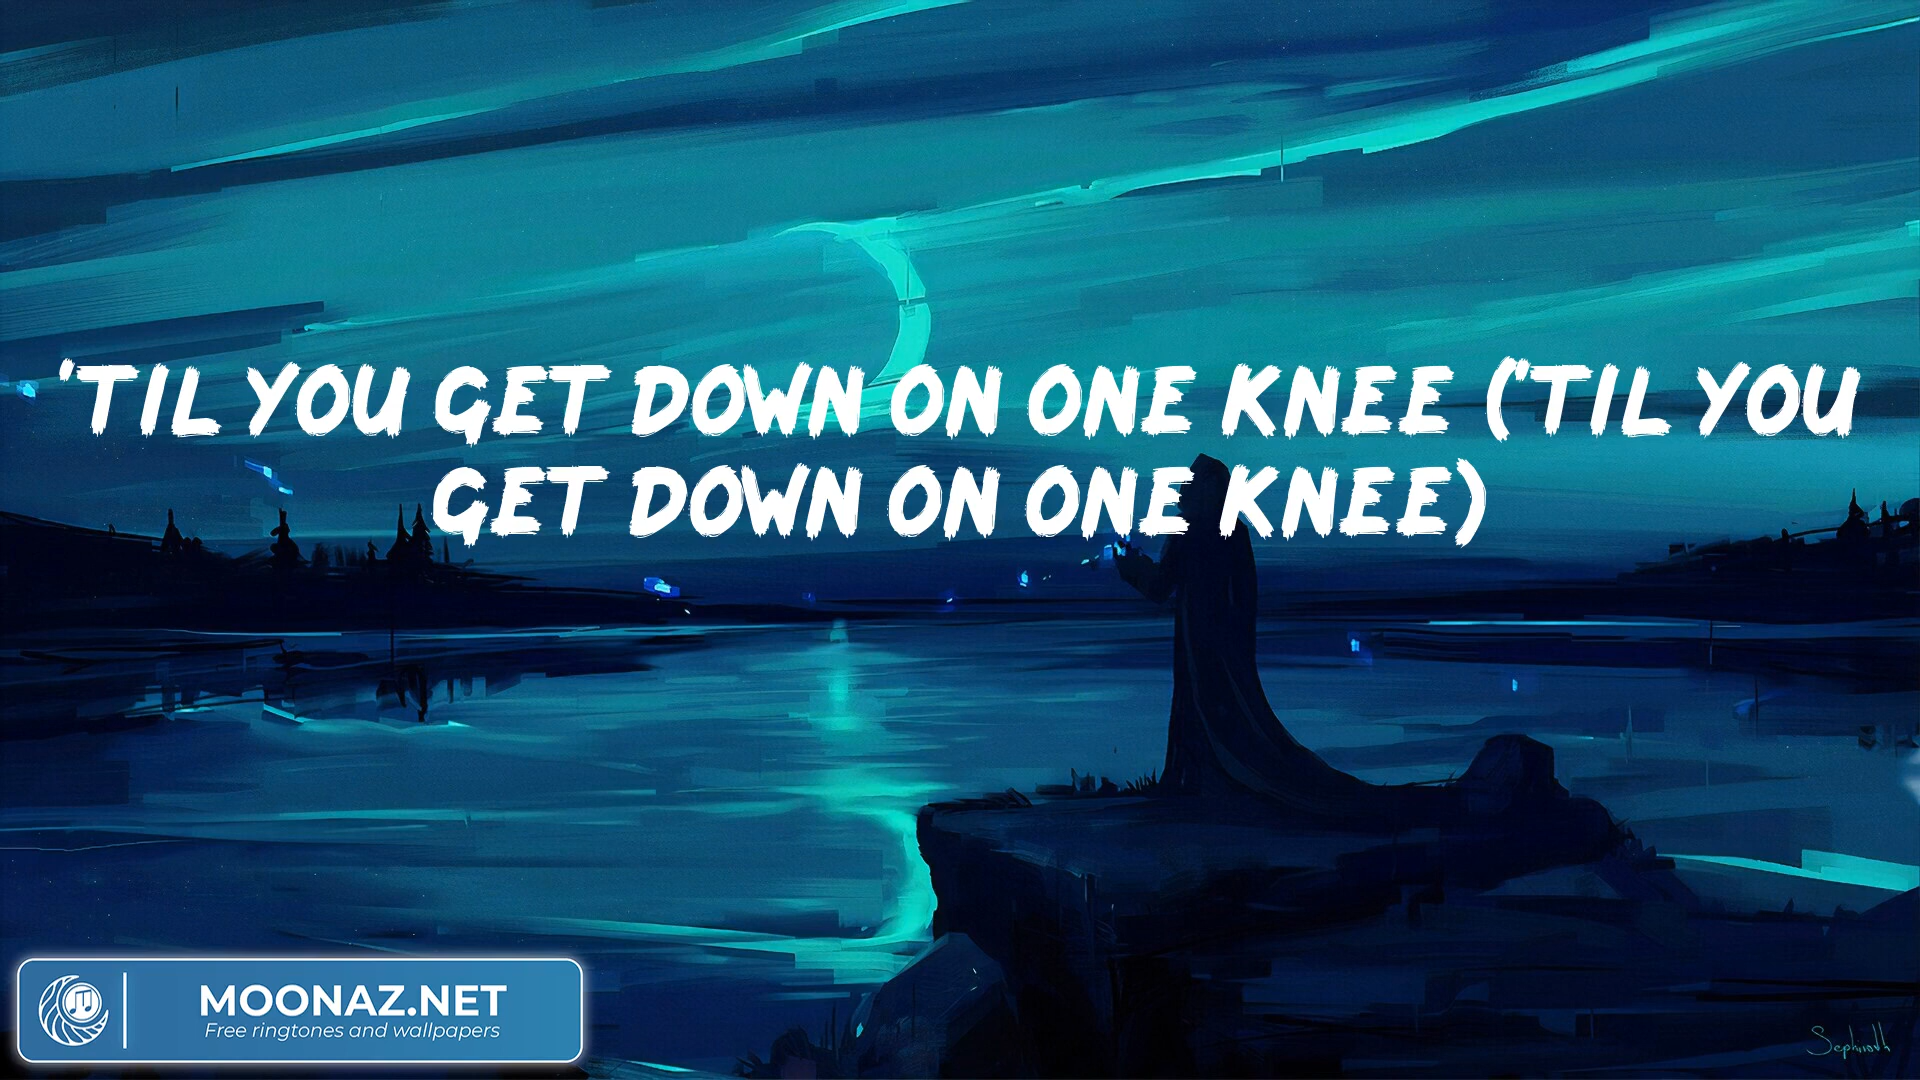 'TIL YOU GET DOWN ON ONE KNEE ('TIL YOU
GET DOWN ON ONE KNEE)
MOONAZ.NET
Free ringtones and wallpapers
Sephiroth